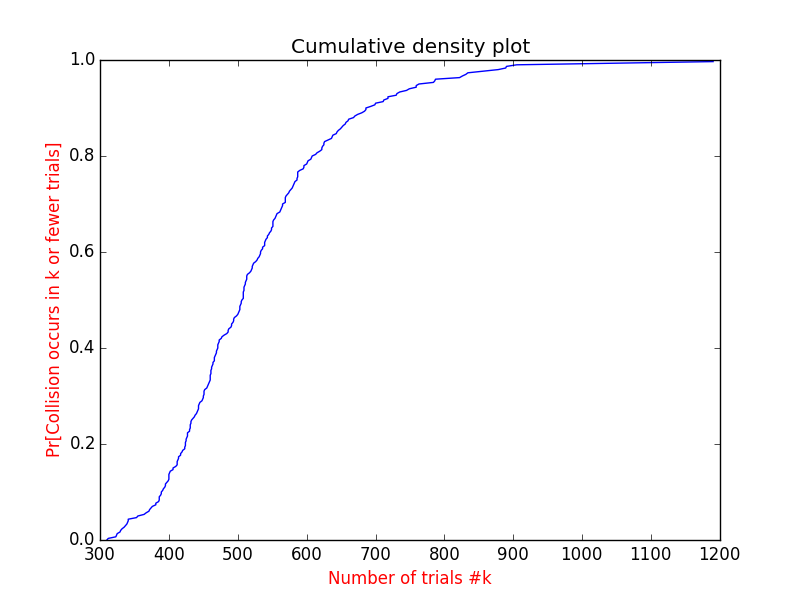 Cumulative density plot
1.0
0.8
0.6
0.4
0.2
0.0
Pr[Collision occurs in k or fewer trials]
300 400 500 600 700 800 900 1000 1100 1200
Number of trials #k